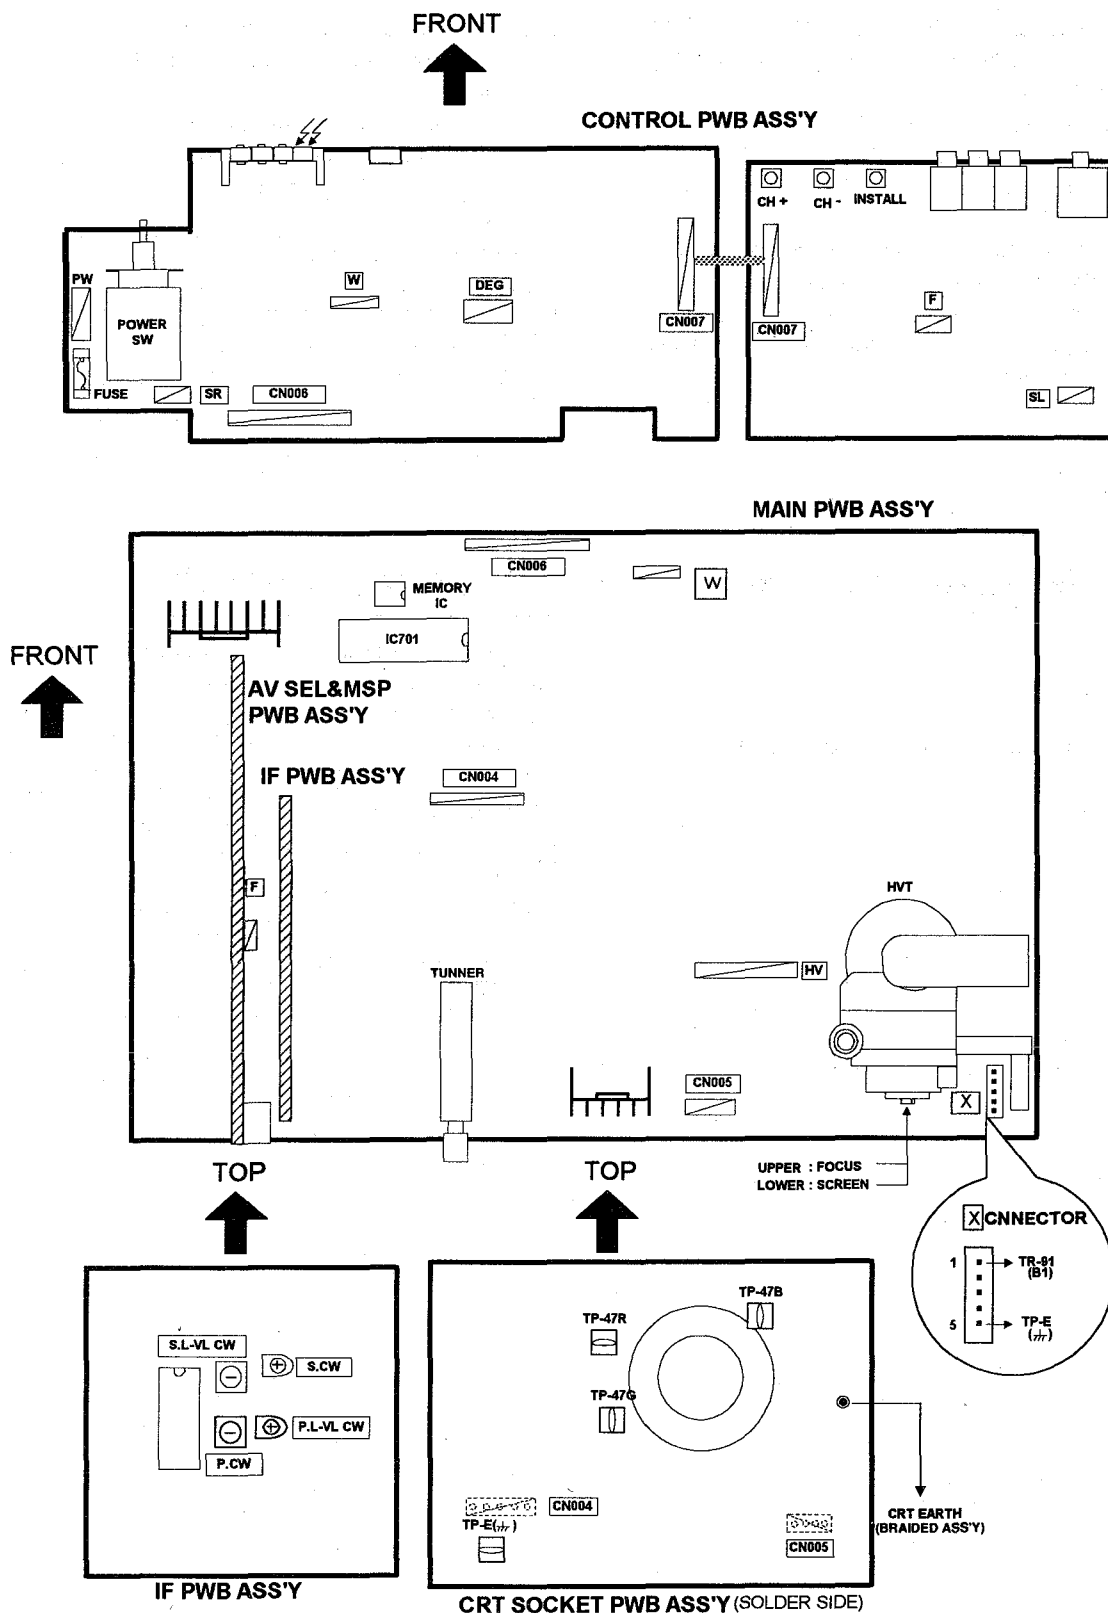 FRONT
CONTROL PWB ASS'Y
CH +
CH -
INSTALL
PW
W
DEG
F
POWER
SW
CN007
CN007
FUSE
SR
CN006
SL
MAIN PWB ASS'Y
CN006
W
MEMORY
IC
IC701
FRONT
AV SEL&MSP
PWB ASS'Y
IF PWB ASS'Y
CN004
F
HVT
TUNNER
HV
CN005
X
TOP
TOP
UPPER : FOCUS
LOWER : SCREEN
X CNNECTOR
1
TR-91
(B1)
5
TP-E
TP-47B
TP-47R
S.L-VL CW
S.CW
TP-47G
P.L-VL CW
P.CW
CN004
TP-E( )
CN005
CRT EARTH
(BRAIDED ASS'Y)
IF PWB ASS'Y
CRT SOCKET PWB ASS'Y (SOLDER SIDE)